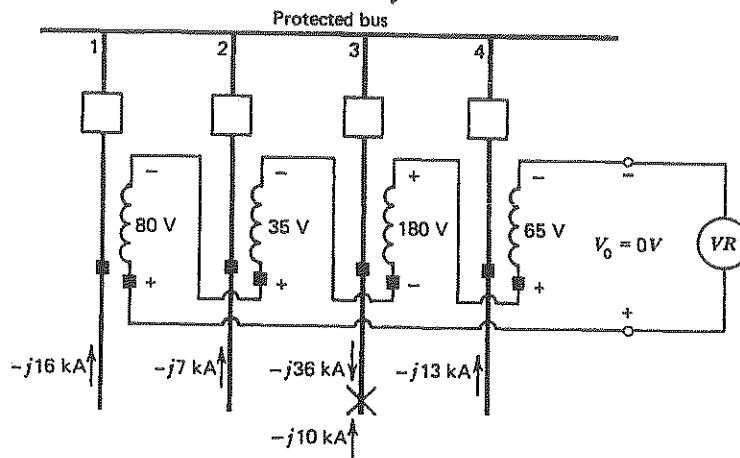 Protected bus
1 2 3 4
− − + −
80 V 35 V 180 V 65 V V₀ = 0V VR
+ + − +
− +
−j16 kA −j7 kA −j36 kA −j13 kA
−j10 kA